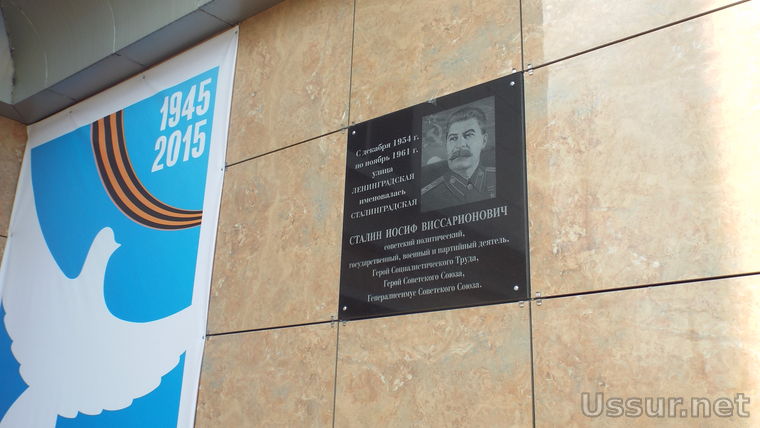 1945
2015
С декабря 1954 г.
по ноябрь 1961 г.
улица
ЛЕНИНГРАДСКАЯ
именовалась
СТАЛИНГРАДСКАЯ
СТАЛИН ИОСИФ ВИССАРИОНОВИЧ
советский политический,
государственный, военный и партийный деятель,
Герой Социалистического Труда,
Герой Советского Союза,
Генералиссимус Советского Союза.
Ussur.net